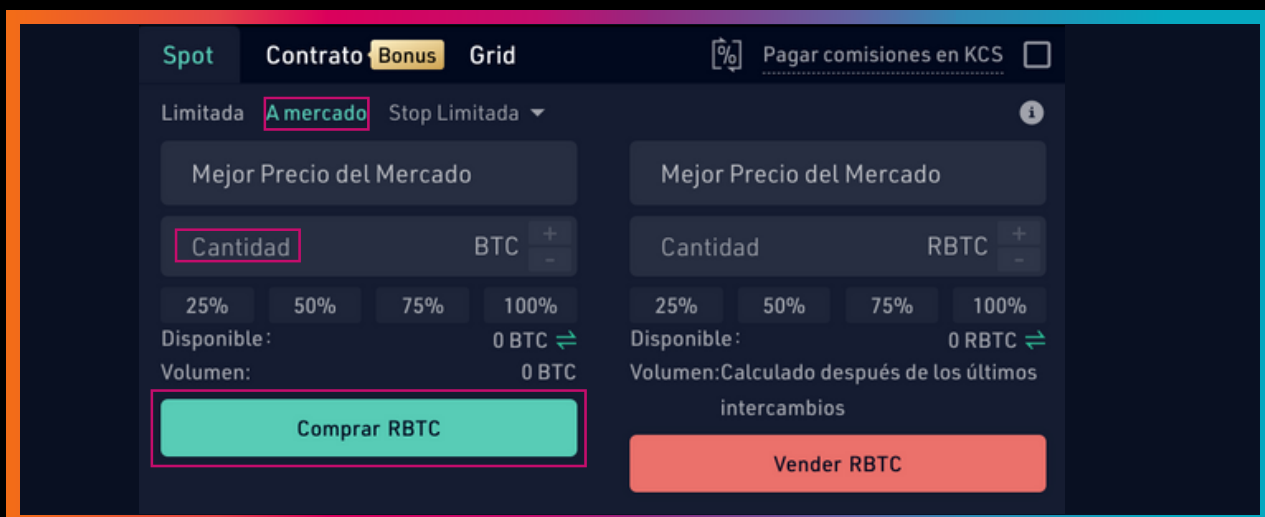 Spot Contrato Bonus Grid Pagar comisiones en KCS
Limitada A mercado Stop Limitada
Mejor Precio del Mercado
Cantidad BTC + -
25% 50% 75% 100%
Disponible: 0 BTC
Volumen: 0 BTC
Comprar RBTC
Mejor Precio del Mercado
Cantidad RBTC + -
25% 50% 75% 100%
Disponible: 0 RBTC
Volumen:Calculado después de los últimos
intercambios
Vender RBTC